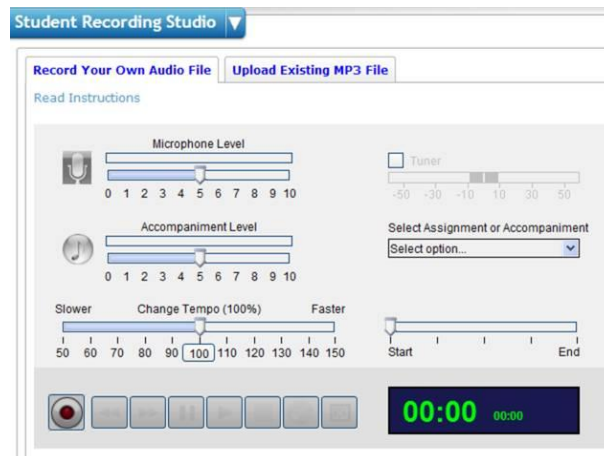 Student Recording Studio
Record Your Own Audio File Upload Existing MP3 File
Read Instructions
Microphone Level
0 1 2 3 4 5 6 7 8 9 10
Tuner
-50 -30 -10 10 30 50
Accompaniment Level
0 1 2 3 4 5 6 7 8 9 10
Select Assignment or Accompaniment
Select option...
Slower Change Tempo (100%) Faster
50 60 70 80 90 100 110 120 130 140 150
Start End
00:00 00:00